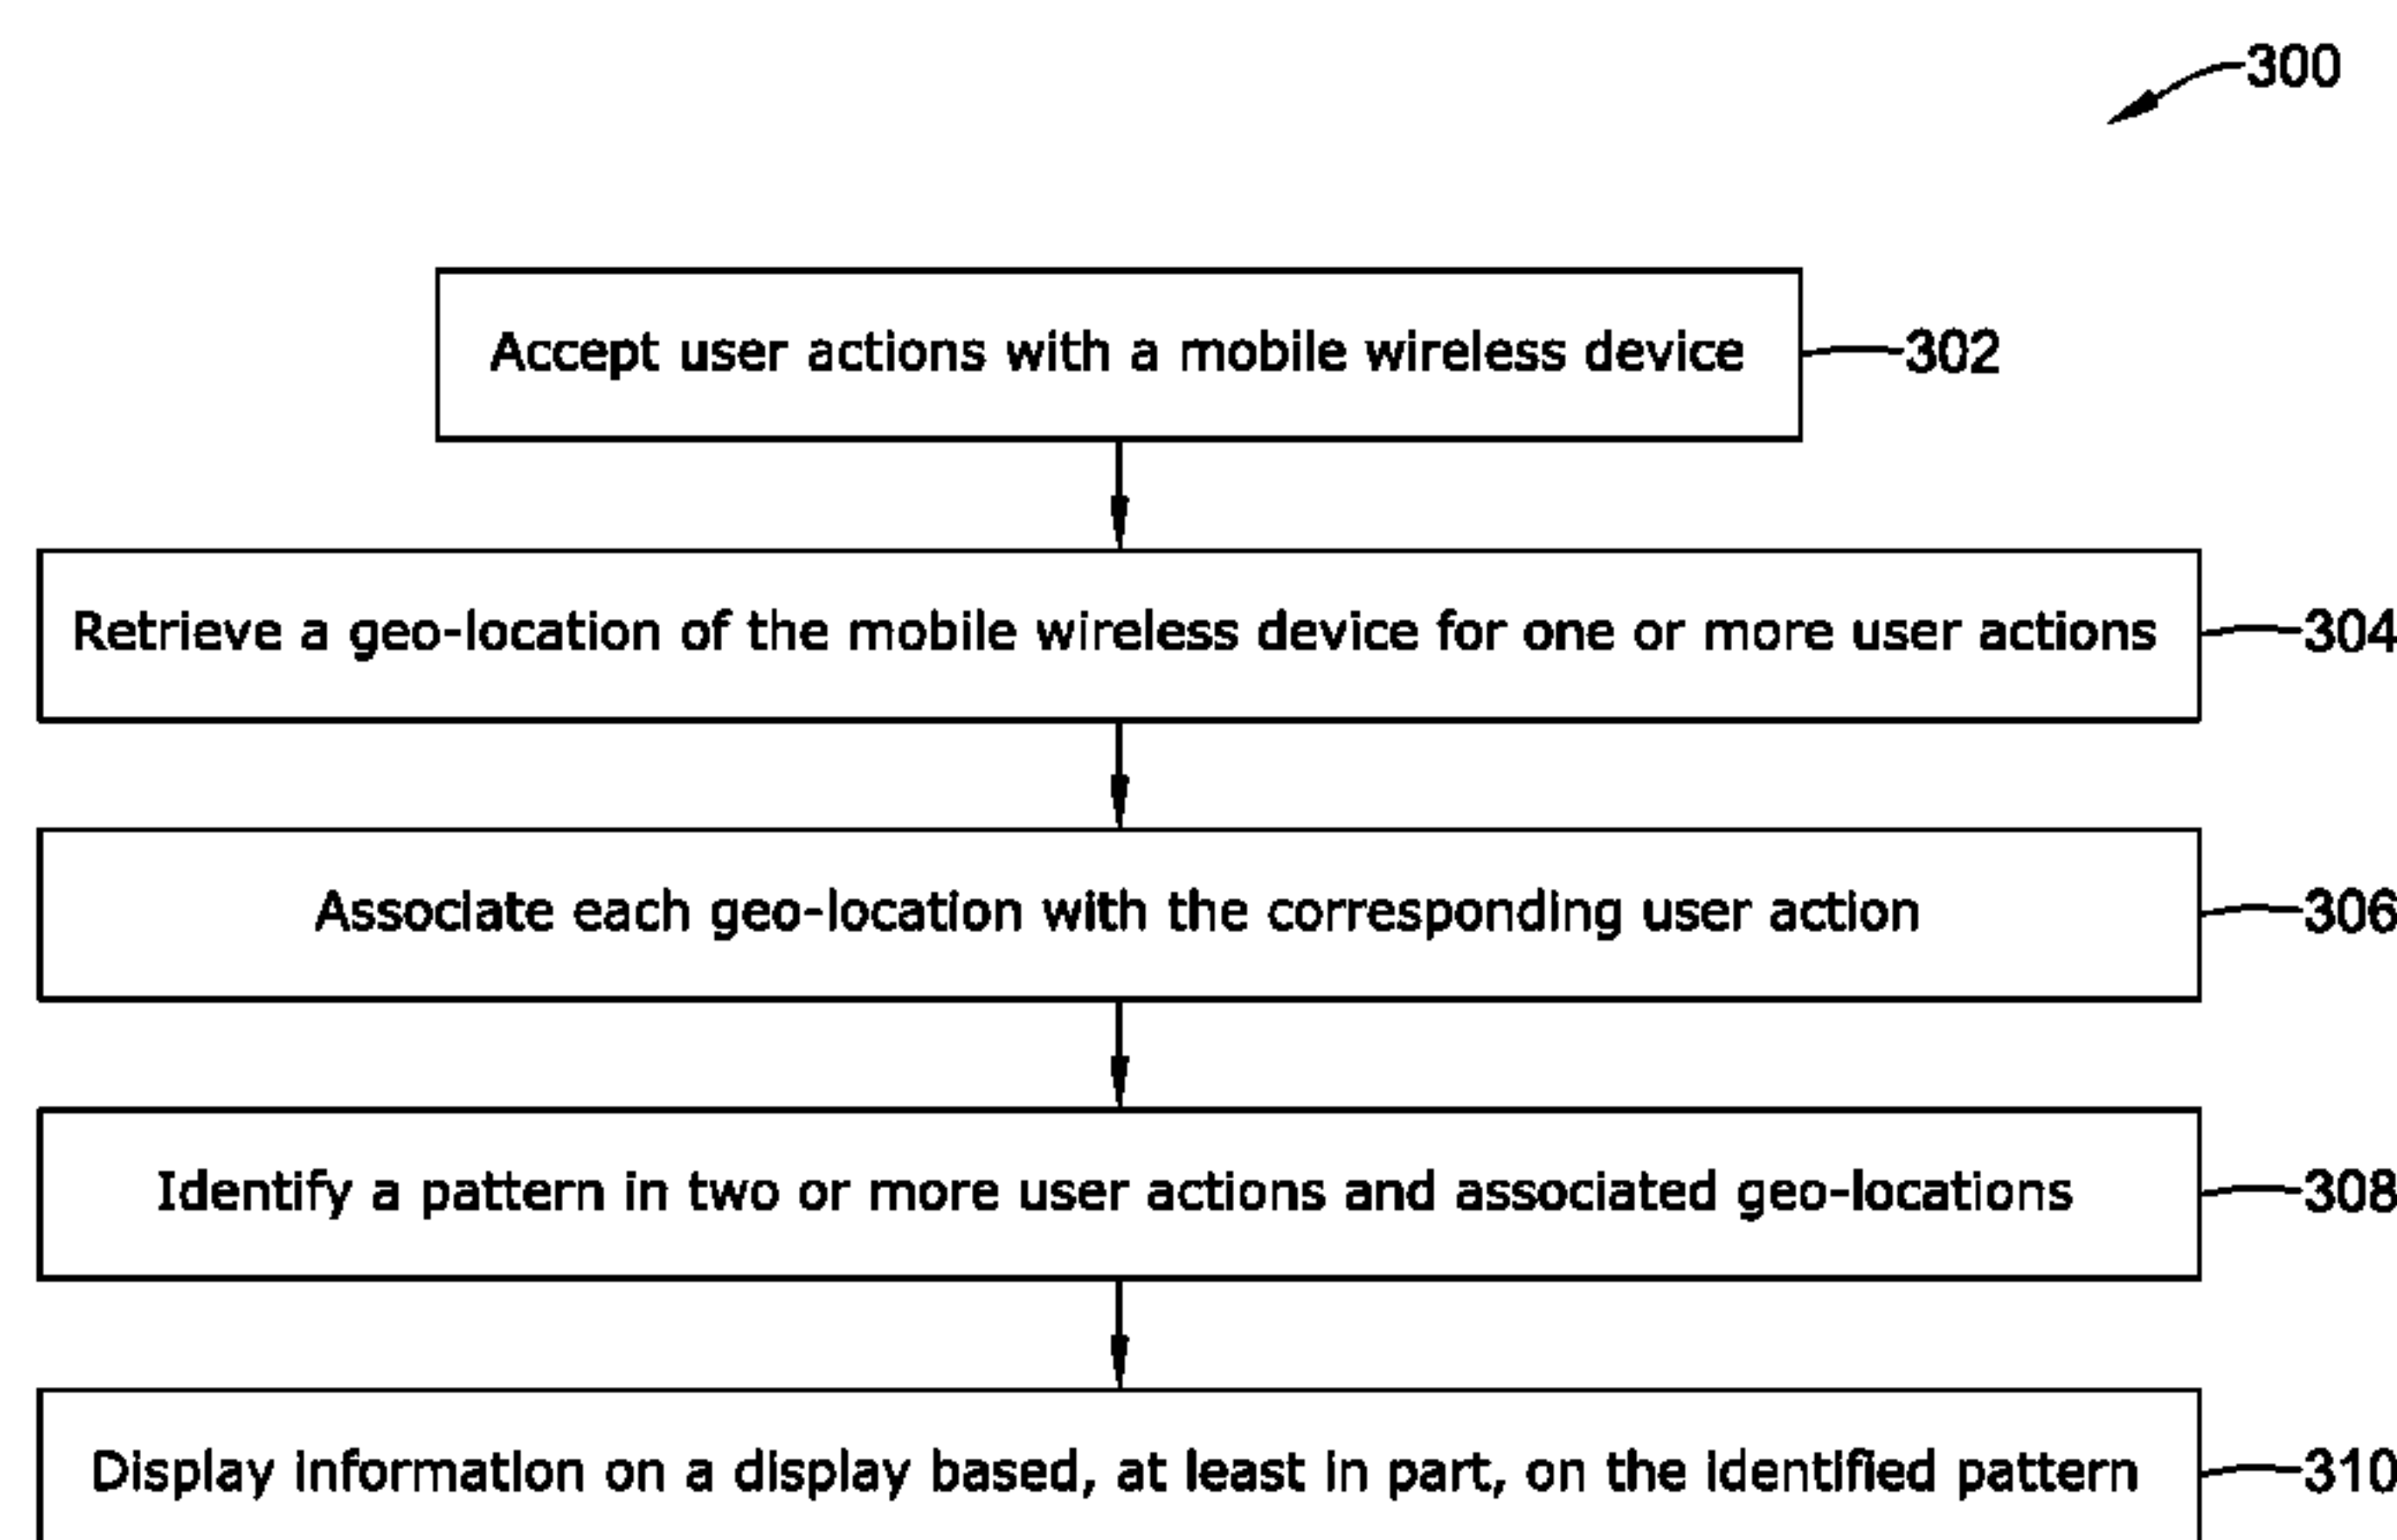 300
Accept user actions with a mobile wireless device
302
Retrieve a geo-location of the mobile wireless device for one or more user actions
304
Associate each geo-location with the corresponding user action
306
Identify a pattern in two or more user actions and associated geo-locations
308
Display information on a display based, at least in part, on the identified pattern
310